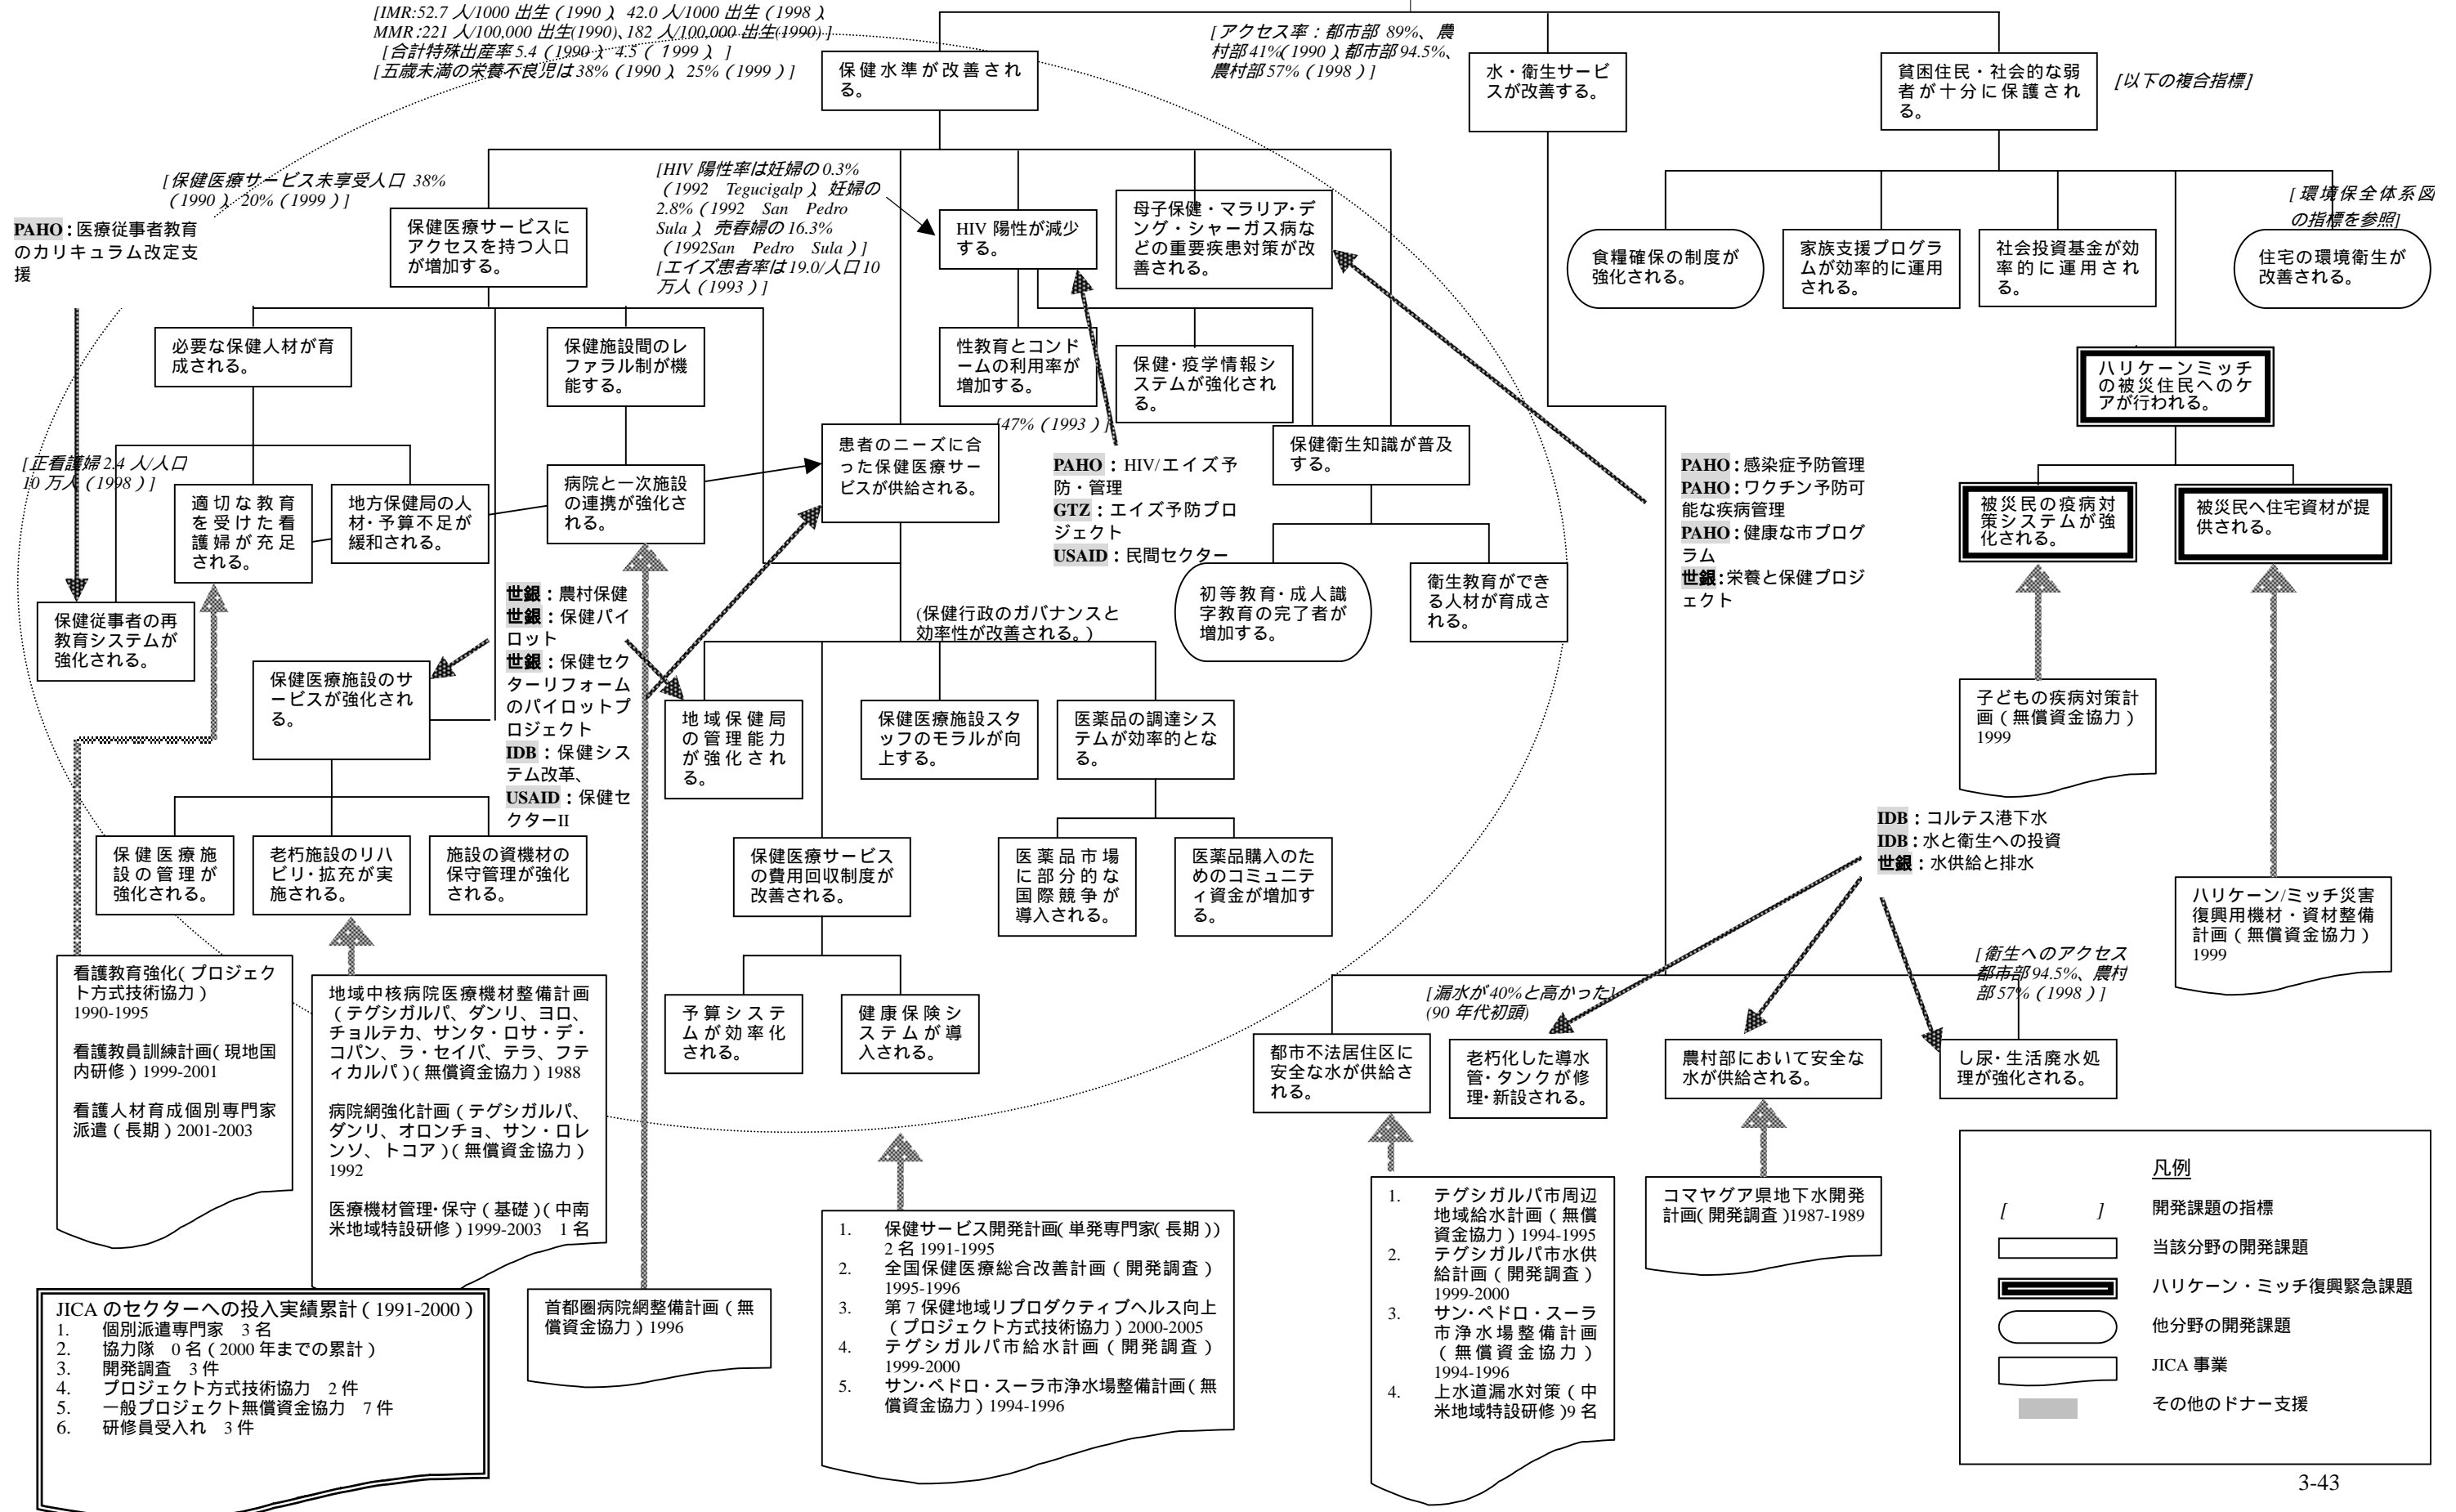 [IMR:52.7 人/1000 出生（1990）、42.0 人/1000 出生（1998）、
MMR:221 人/100,000 出生(1990)、182 人/100,000 出生(1990)]
[合計特殊出産率 5.4（1990）、4.5（1999）、]
[五歳未満の栄養不良児は 38%（1990）、25%（1999）]
保健水準が改善され
る。
[アクセス率：都市部 89%、農
村部 41%(1990)、都市部 94.5%、
農村部 57%（1998）]
水・衛生サービ
スが改善する。
貧困住民・社会的な弱
者が十分に保護され
る。
[以下の複合指標]
[保健医療サービス未享受人口 38%
（1990）、20%（1999）]
PAHO：医療従事者教育
のカリキュラム改定支
援
保健医療サービスに
アクセスを持つ人口
が増加する。
[HIV 陽性率は妊婦の 0.3%
（1992 Tegucigalp）、妊婦の
2.8%（1992 San Pedro
Sula）、売春婦の 16.3%
（1992San Pedro Sula）]
[エイズ患者率は 19.0/人口 10
万人（1993）]
HIV 陽性が減少
する。
母子保健・マラリア・デ
ング・シャーガス病な
どの重要疾患対策が改
善される。
食糧確保の制度が
強化される。
家族支援プログラ
ムが効率的に運用
される。
社会投資基金が効
率的に運用され
る。
[環境保全体系図
の指標を参照]
住宅の環境衛生が
改善される。
必要な保健人材が育
成される。
保健施設間のレ
ファラル制が機
能する。
性教育とコンド
ームの利用率が
増加する。
[47%（1993）]
保健・疫学情報シ
ステムが強化され
る。
ハリケーンミッチ
の被災住民へのケ
アが行われる。
[正看護婦 2.4 人/人口
10 万人（1998）]
適切な教育
を受けた看
護婦が充足
される。
地方保健局の人
材・予算不足が
緩和される。
病院と一次施設
の連携が強化さ
れる。
患者のニーズに合
った保健医療サー
ビスが供給される。
PAHO：HIV/エイズ予
防・管理
GTZ：エイズ予防プロ
ジェクト
USAID：民間セクター
保健衛生知識が普及
する。
初等教育・成人識
字教育の完了者が
増加する。
衛生教育ができ
る人材が育成さ
れる。
PAHO：感染症予防管理
PAHO：ワクチン予防可
能な疾病管理
PAHO：健康な市プログ
ラム
世銀：栄養と保健プロジ
ェクト
被災民の疫病対
策システムが強
化される。
被災民へ住宅資材が提
供される。
保健従事者の再
教育システムが
強化される。
保健医療施設のサ
ービスが強化され
る。
世銀：農村保健
世銀：保健パイ
ロット
世銀：保健セク
ターリフォーム
のパイロットプ
ロジェクト
IDB：保健シス
テム改革、
USAID：保健セ
クターII
(保健行政のガバナンスと
効率性が改善される。)
地域保健局
の管理能力
が強化され
る。
保健医療施設スタ
ッフのモラルが向
上する。
医薬品の調達シス
テムが効率的とな
る。
子どもの疾病対策計
画（無償資金協力）
1999
保健医療施
設の管理が
強化される。
老朽施設のリハ
ビリ・拡充が実
施される。
施設の資機材の
保守管理が強化
される。
保健医療サービス
の費用回収制度が
改善される。
医薬品市場
に部分的な
国際競争が
導入される。
医薬品購入のた
めのコミュニテ
ィ資金が増加す
る。
IDB：コルテス港下水
IDB：水と衛生への投資
世銀：水供給と排水
ハリケーン/ミッチ災害
復興用機材・資材整備
計画（無償資金協力）
1999
看護教育強化(プロジェク
ト方式技術協力）
1990-1995
看護教員訓練計画(現地国
内研修）1999-2001
看護人材育成個別専門家
派遣（長期）2001-2003
地域中核病院医療機材整備計画
（テグシガルパ、ダンリ、ヨロ、
チョルテカ、サンタ・ロサ・デ・
コパン、ラ・セイバ、テラ、フテ
ィカルパ）（無償資金協力）1988
病院網強化計画（テグシガルパ、
ダンリ、オロンチョ、サン・ロレ
ンソ、トコア）（無償資金協力）
1992
医療機材管理・保守（基礎）（中南
米地域特設研修）1999-2003 1 名
予算システ
ムが効率化
される。
健康保険シ
ステムが導
入される。
[漏水が 40%と高かった]
(90 年代初頭)
[衛生へのアクセス
都市部 94.5%、農村
部 57%（1998）]
都市不法居住区に
安全な水が供給さ
れる。
老朽化した導水
管・タンクが修
理・新設される。
農村部において安全な
水が供給される。
し尿・生活廃水処
理が強化される。
JICA のセクターへの投入実績累計（1991-2000）
1. 個別派遣専門家 3 名
2. 協力隊 0 名（2000 年までの累計）
3. 開発調査 3 件
4. プロジェクト方式技術協力 2 件
5. 一般プロジェクト無償資金協力 7 件
6. 研修員受入れ 3 件
首都圏病院網整備計画（無
償資金協力）1996
1. 保健サービス開発計画(単発専門家(長期))
2 名 1991-1995
2. 全国保健医療総合改善計画（開発調査）
1995-1996
3. 第 7 保健地域リプロダクティブヘルス向上
（プロジェクト方式技術協力）2000-2005
4. テグシガルパ市給水計画（開発調査）
1999-2000
5. サン・ペドロ・スーラ市浄水場整備計画（無
償資金協力）1994-1996
1. テグシガルパ市周辺
地域給水計画（無償
資金協力）1994-1995
2. テグシガルパ市水供
給計画（開発調査）
1999-2000
3. サン・ペドロ・スーラ
市浄水場整備計画
（無償資金協力）
1994-1996
4. 上水道漏水対策（中
米地域特設研修）9 名
コマヤグア県地下水開発
計画(開発調査)1987-1989
凡例
[ ] 開発課題の指標
当該分野の開発課題
ハリケーン・ミッチ復興緊急課題
他分野の開発課題
JICA 事業
その他のドナー支援
3-43